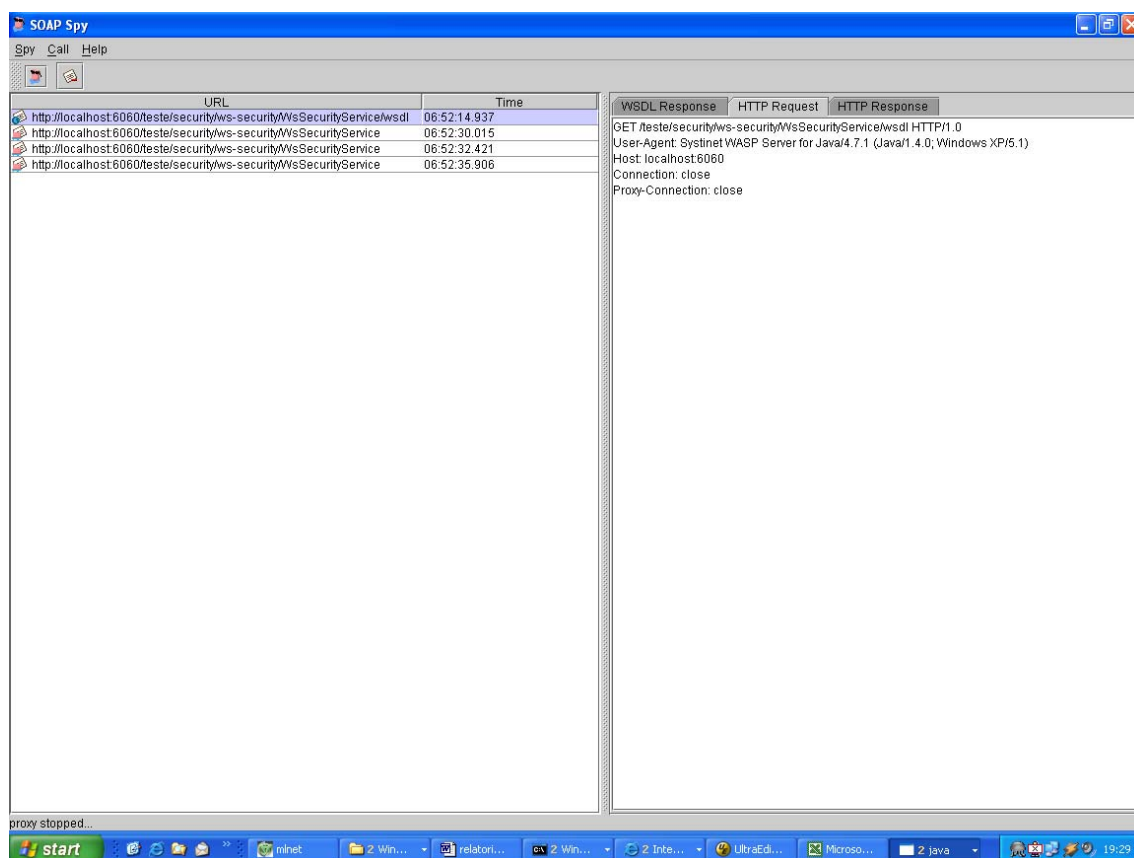 SOAP Spy
Spy Call Help
URL Time
http://localhost:6060/teste/security/ws-security/WsSecurityService/wsdl 06:52:14.937
http://localhost:6060/teste/security/ws-security/WsSecurityService 06:52:30.015
http://localhost:6060/teste/security/ws-security/WsSecurityService 06:52:32.421
http://localhost:6060/teste/security/ws-security/WsSecurityService 06:52:35.906
WSDL Response HTTP Request HTTP Response
GET /teste/security/ws-security/WsSecurityService/wsdl HTTP/1.0
User-Agent: Systinet WASP Server for Java/4.7.1 (Java/1.4.0; Windows XP/5.1)
Host: localhost:6060
Connection: close
Proxy-Connection: close
proxy stopped...
start mlnet 2 Win... relatori... 2 Win... 2 Inte... UltraEdi... Microso... 2 java 19:29